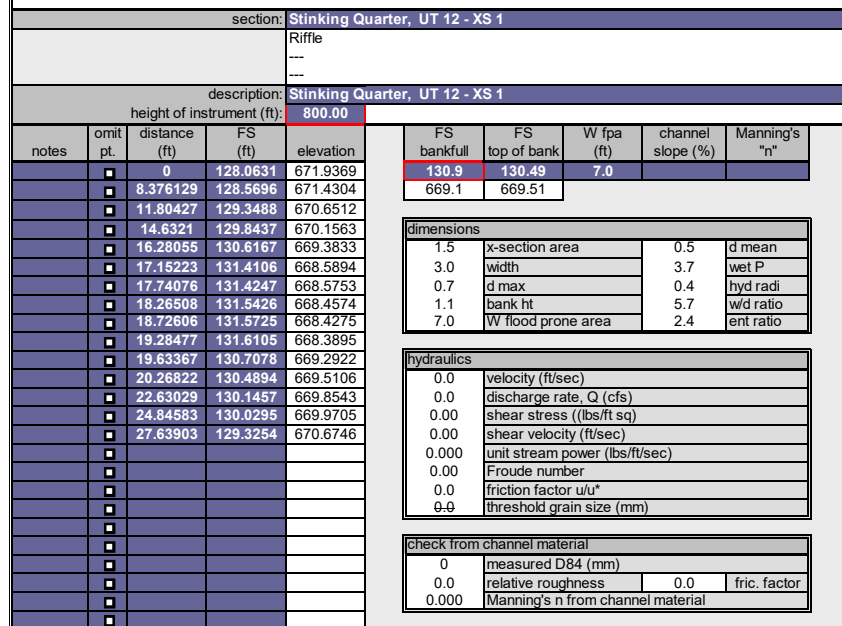 section: Stinking Quarter, UT 12 - XS 1
Riffle
---
---
description: Stinking Quarter, UT 12 - XS 1
height of instrument (ft): 800.00
omit distance FS FS FS W fpa channel Manning's
notes pt. (ft) (ft) elevation bankfull top of bank (ft) slope (%) "n"
0 128.0631 671.9369 130.9 130.49 7.0
8.376129 128.5696 671.4304 669.1 669.51
11.80427 129.3488 670.6512
14.6321 129.8437 670.1563 dimensions
16.28055 130.6167 669.3833 1.5 x-section area 0.5 d mean
17.15223 131.4106 668.5894 3.0 width 3.7 wet P
17.74076 131.4247 668.5753 0.7 d max 0.4 hyd radi
18.26508 131.5426 668.4574 1.1 bank ht 5.7 w/d ratio
18.72606 131.5725 668.4275 7.0 W flood prone area 2.4 ent ratio
19.28477 131.6105 668.3895
19.63367 130.7078 669.2922 hydraulics
20.26822 130.4894 669.5106 0.0 velocity (ft/sec)
22.63029 130.1457 669.8543 0.0 discharge rate, Q (cfs)
24.84583 130.0295 669.9705 0.00 shear stress ((lbs/ft sq)
27.63903 129.3254 670.6746 0.00 shear velocity (ft/sec)
0.000 unit stream power (lbs/ft/sec)
0.00 Froude number
0.0 friction factor u/u*
0.0 threshold grain size (mm)
check from channel material
0 measured D84 (mm)
0.0 relative roughness 0.0 fric. factor
0.000 Manning's n from channel material